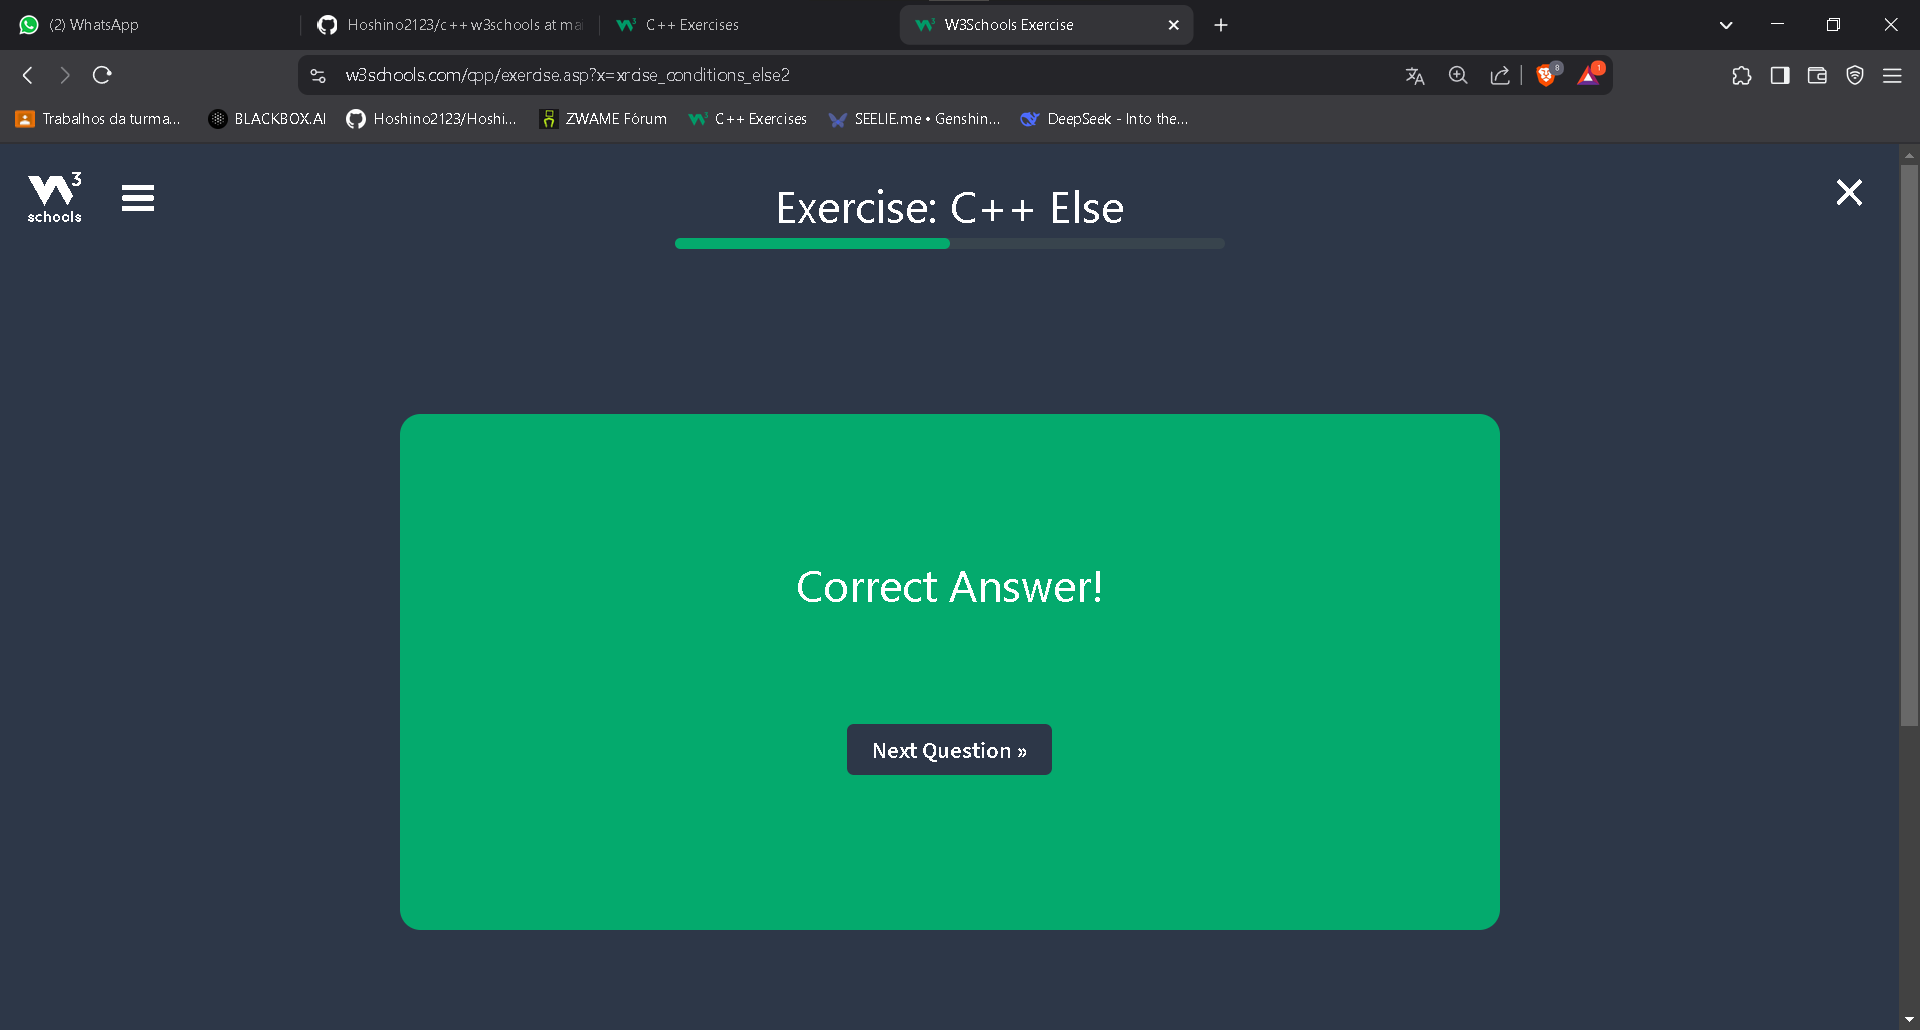 (2) WhatsApp
Hoshino2123/c++ w3schools at mai
C++ Exercises
W3Schools Exercise
w3schools.com/cpp/exercise.asp?x=xrcise_conditions_else2
8
1
Trabalhos da turma...
BLACKBOX.AI
Hoshino2123/Hoshi...
ZWAME Fórum
C++ Exercises
SEELIE.me • Genshin...
DeepSeek - Into the...
W3
schools
Exercise: C++ Else
Correct Answer!
Next Question »